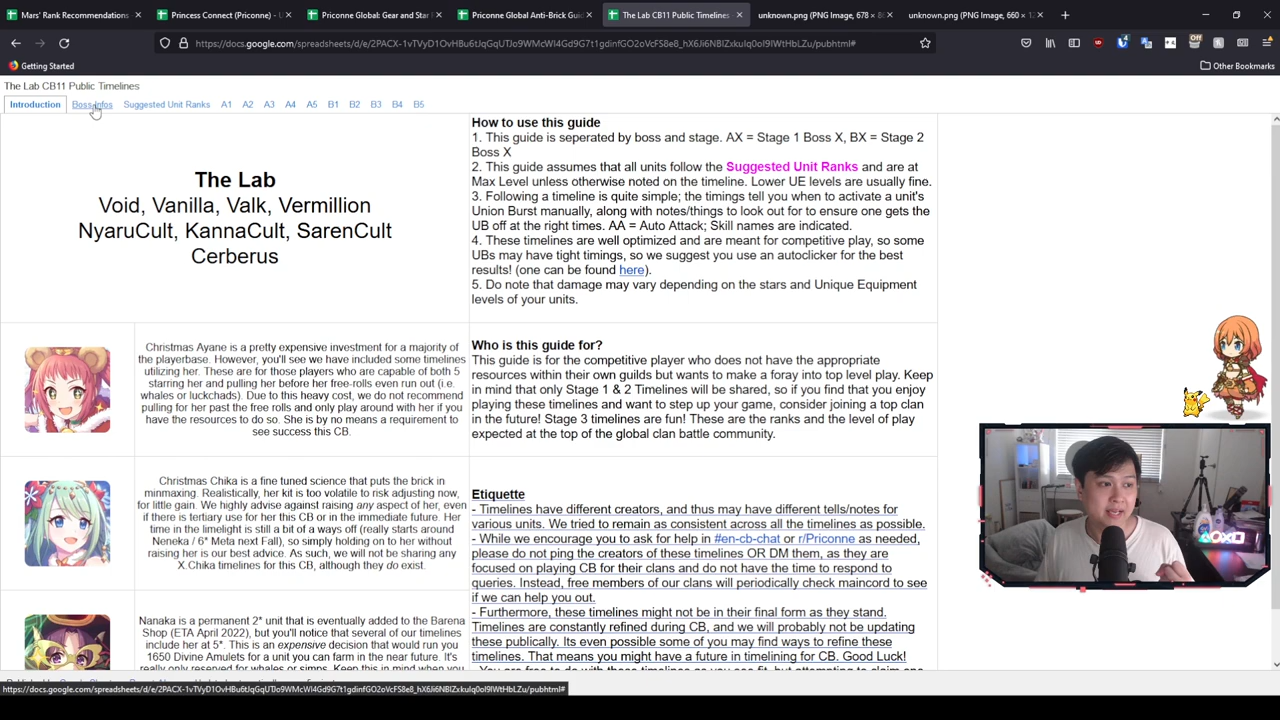 Mars' Rank Recommendations
Princess Connect (Priconne) - U
Priconne Global: Gear and Star
Priconne Global Anti-Brick Gui
The Lab CB11 Public Timelines
unknown.png (PNG Image, 678 × 8
unknown.png (PNG Image, 660 × 12
Getting Started
Other Bookmarks
The Lab CB11 Public Timelines
Introduction Boss Infos Suggested Unit Ranks A1 A2 A3 A4 A5 B1 B2 B3 B4 B5
The Lab
Void, Vanilla, Valk, Vermillion
NyaruCult, KannaCult, SarenCult
Cerberus
How to use this guide
1. This guide is seperated by boss and stage. AX = Stage 1 Boss X, BX = Stage 2
Boss X
2. This guide assumes that all units follow the Suggested Unit Ranks and are at
Max Level unless otherwise noted on the timeline. Lower UE levels are usually fine.
3. Following a timeline is quite simple; the timings tell you when to activate a unit's
Union Burst manually, along with notes/things to look out for to ensure one gets the
UB off at the right times. AA = Auto Attack; Skill names are indicated.
4. These timelines are well optimized and are meant for competitive play, so some
UBs may have tight timings, so we suggest you use an autoclicker for the best
results! (one can be found here).
5. Do note that damage may vary depending on the stars and Unique Equipment
levels of your units.
Christmas Ayane is a pretty expensive investment for a majority of
the playerbase. However, you'll see we have included some timelines
utilizing her. These are for those players who are capable of both 5
starring her and pulling her before her free-rolls even run out (i.e.
whales or luckchads). Due to this heavy cost, we do not recommend
pulling for her past the free rolls and only play around with her if you
have the resources to do so. She is by no means a requirement to
see success this CB.
Who is this guide for?
This guide is for the competitive player who does not have the appropriate
resources within their own guilds but wants to make a foray into top level play. Keep
in mind that only Stage 1 & 2 Timelines will be shared, so if you find that you enjoy
playing these timelines and want to step up your game, consider joining a top clan
in the future! Stage 3 timelines are fun! These are the ranks and the level of play
expected at the top of the global clan battle community.
Christmas Chika is a fine tuned science that puts the brick in
minmaxing. Realistically, her kit is too volatile to risk adjusting now,
for little gain. We highly advise against raising any aspect of her, even
if there is tertiary use for her this CB or in the immediate future. Her
time in the limelight is still a bit of a ways off (really starts around
Neneka / 6* Meta next Fall), so simply holding on to her without
raising her is our best advice. As such, we will not be sharing any
X.Chika timelines for this CB, although they do exist.
Etiquette
- Timelines have different creators, and thus may have different tells/notes for
various units. We tried to remain as consistent across all the timelines as possible.
- While we encourage you to ask for help in #en-cb-chat or r/Priconne as needed,
please do not ping the creators of these timelines OR DM them, as they are
focused on playing CB for their clans and do not have the time to respond to
queries. Instead, free members of our clans will periodically check maincord to see
if we can help you out.
- Furthermore, these timelines might not be in their final form as they stand.
Timelines are constantly refined during CB, and we will probably not be updating
these publically. Its even possible some of you may find ways to refine these
timelines. That means you might have a future in timelining for CB. Good Luck!
Nanaka is a permanent 2* unit that is eventually added to the Barena
Shop (ETA April 2022), but you'll notice that several of our timelines
include her at 5*. This is an expensive decision that would run you
1650 Divine Amulets for a unit you can farm in the near future. It's